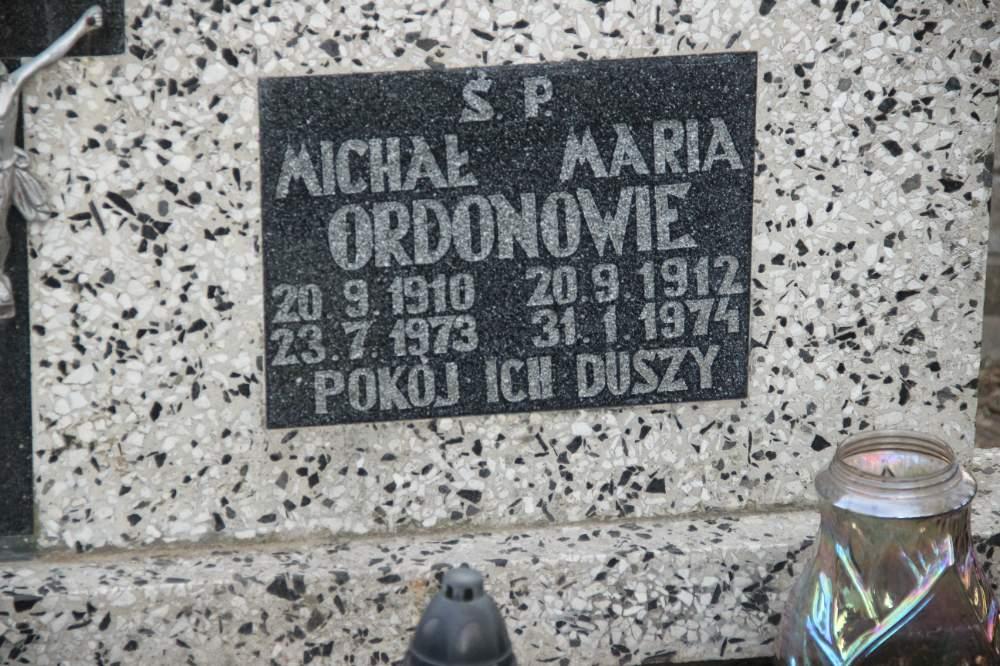 Ś. P.
MICHAŁ MARIA
ORDONOWIE
20.9.1910 20.9.1912
23.7.1973 31.1.1974
POKÓJ ICH DUSZY